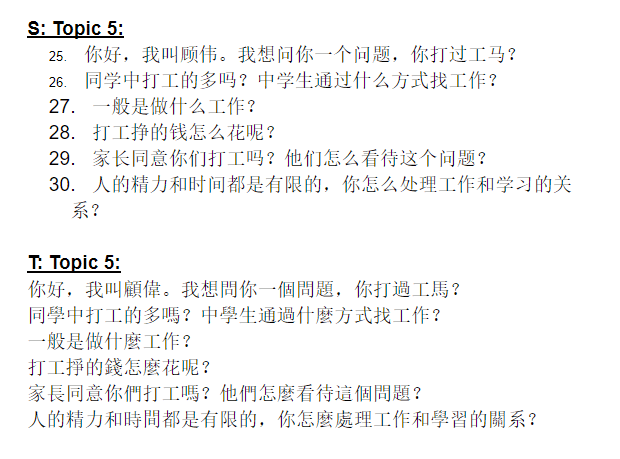 S: Topic 5:
25. 你好，我叫顾伟。我想问你一个问题，你打过工马？
26. 同学中打工的多吗？中学生通过什么方式找工作？
27. 一般是做什么工作？
28. 打工挣的钱怎么花呢？
29. 家长同意你们打工吗？他们怎么看待这个问题？
30. 人的精力和时间都是有限的，你怎么处理工作和学习的关
系？
T: Topic 5:
你好，我叫顧偉。我想問你一個問題，你打過工馬？
同學中打工的多嗎？中學生通過什麼方式找工作？
一般是做什麼工作？
打工掙的錢怎麼花呢？
家長同意你們打工嗎？他們怎麼看待這個問題？
人的精力和時間都是有限的，你怎麼處理工作和學習的關系？